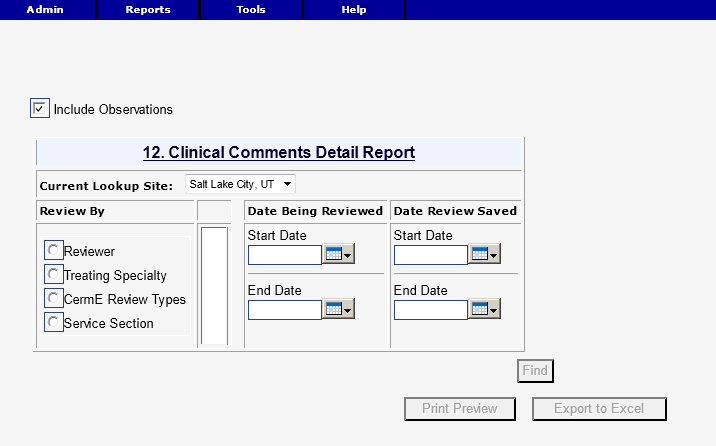 Admin Reports Tools Help
Include Observations
12. Clinical Comments Detail Report
Current Lookup Site: Salt Lake City, UT
Review By Date Being Reviewed Date Review Saved
Start Date Start Date
Reviewer
Treating Specialty
End Date End Date
CermE Review Types
Service Section
Find
Print Preview Export to Excel